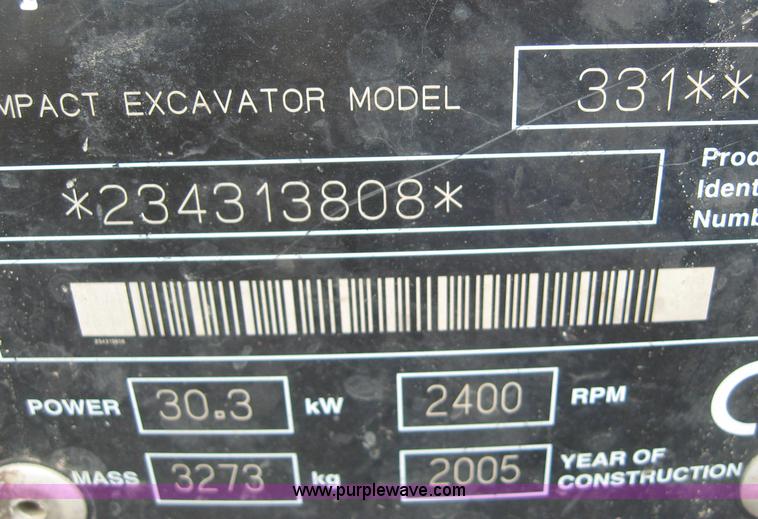 MPACT EXCAVATOR MODEL 331**
*234313808*
Prod
Ident
Numb
POWER 30.3 kW 2400 RPM
MASS 3273 kg 2005 YEAR OF
CONSTRUCTION
www.purplewave.com